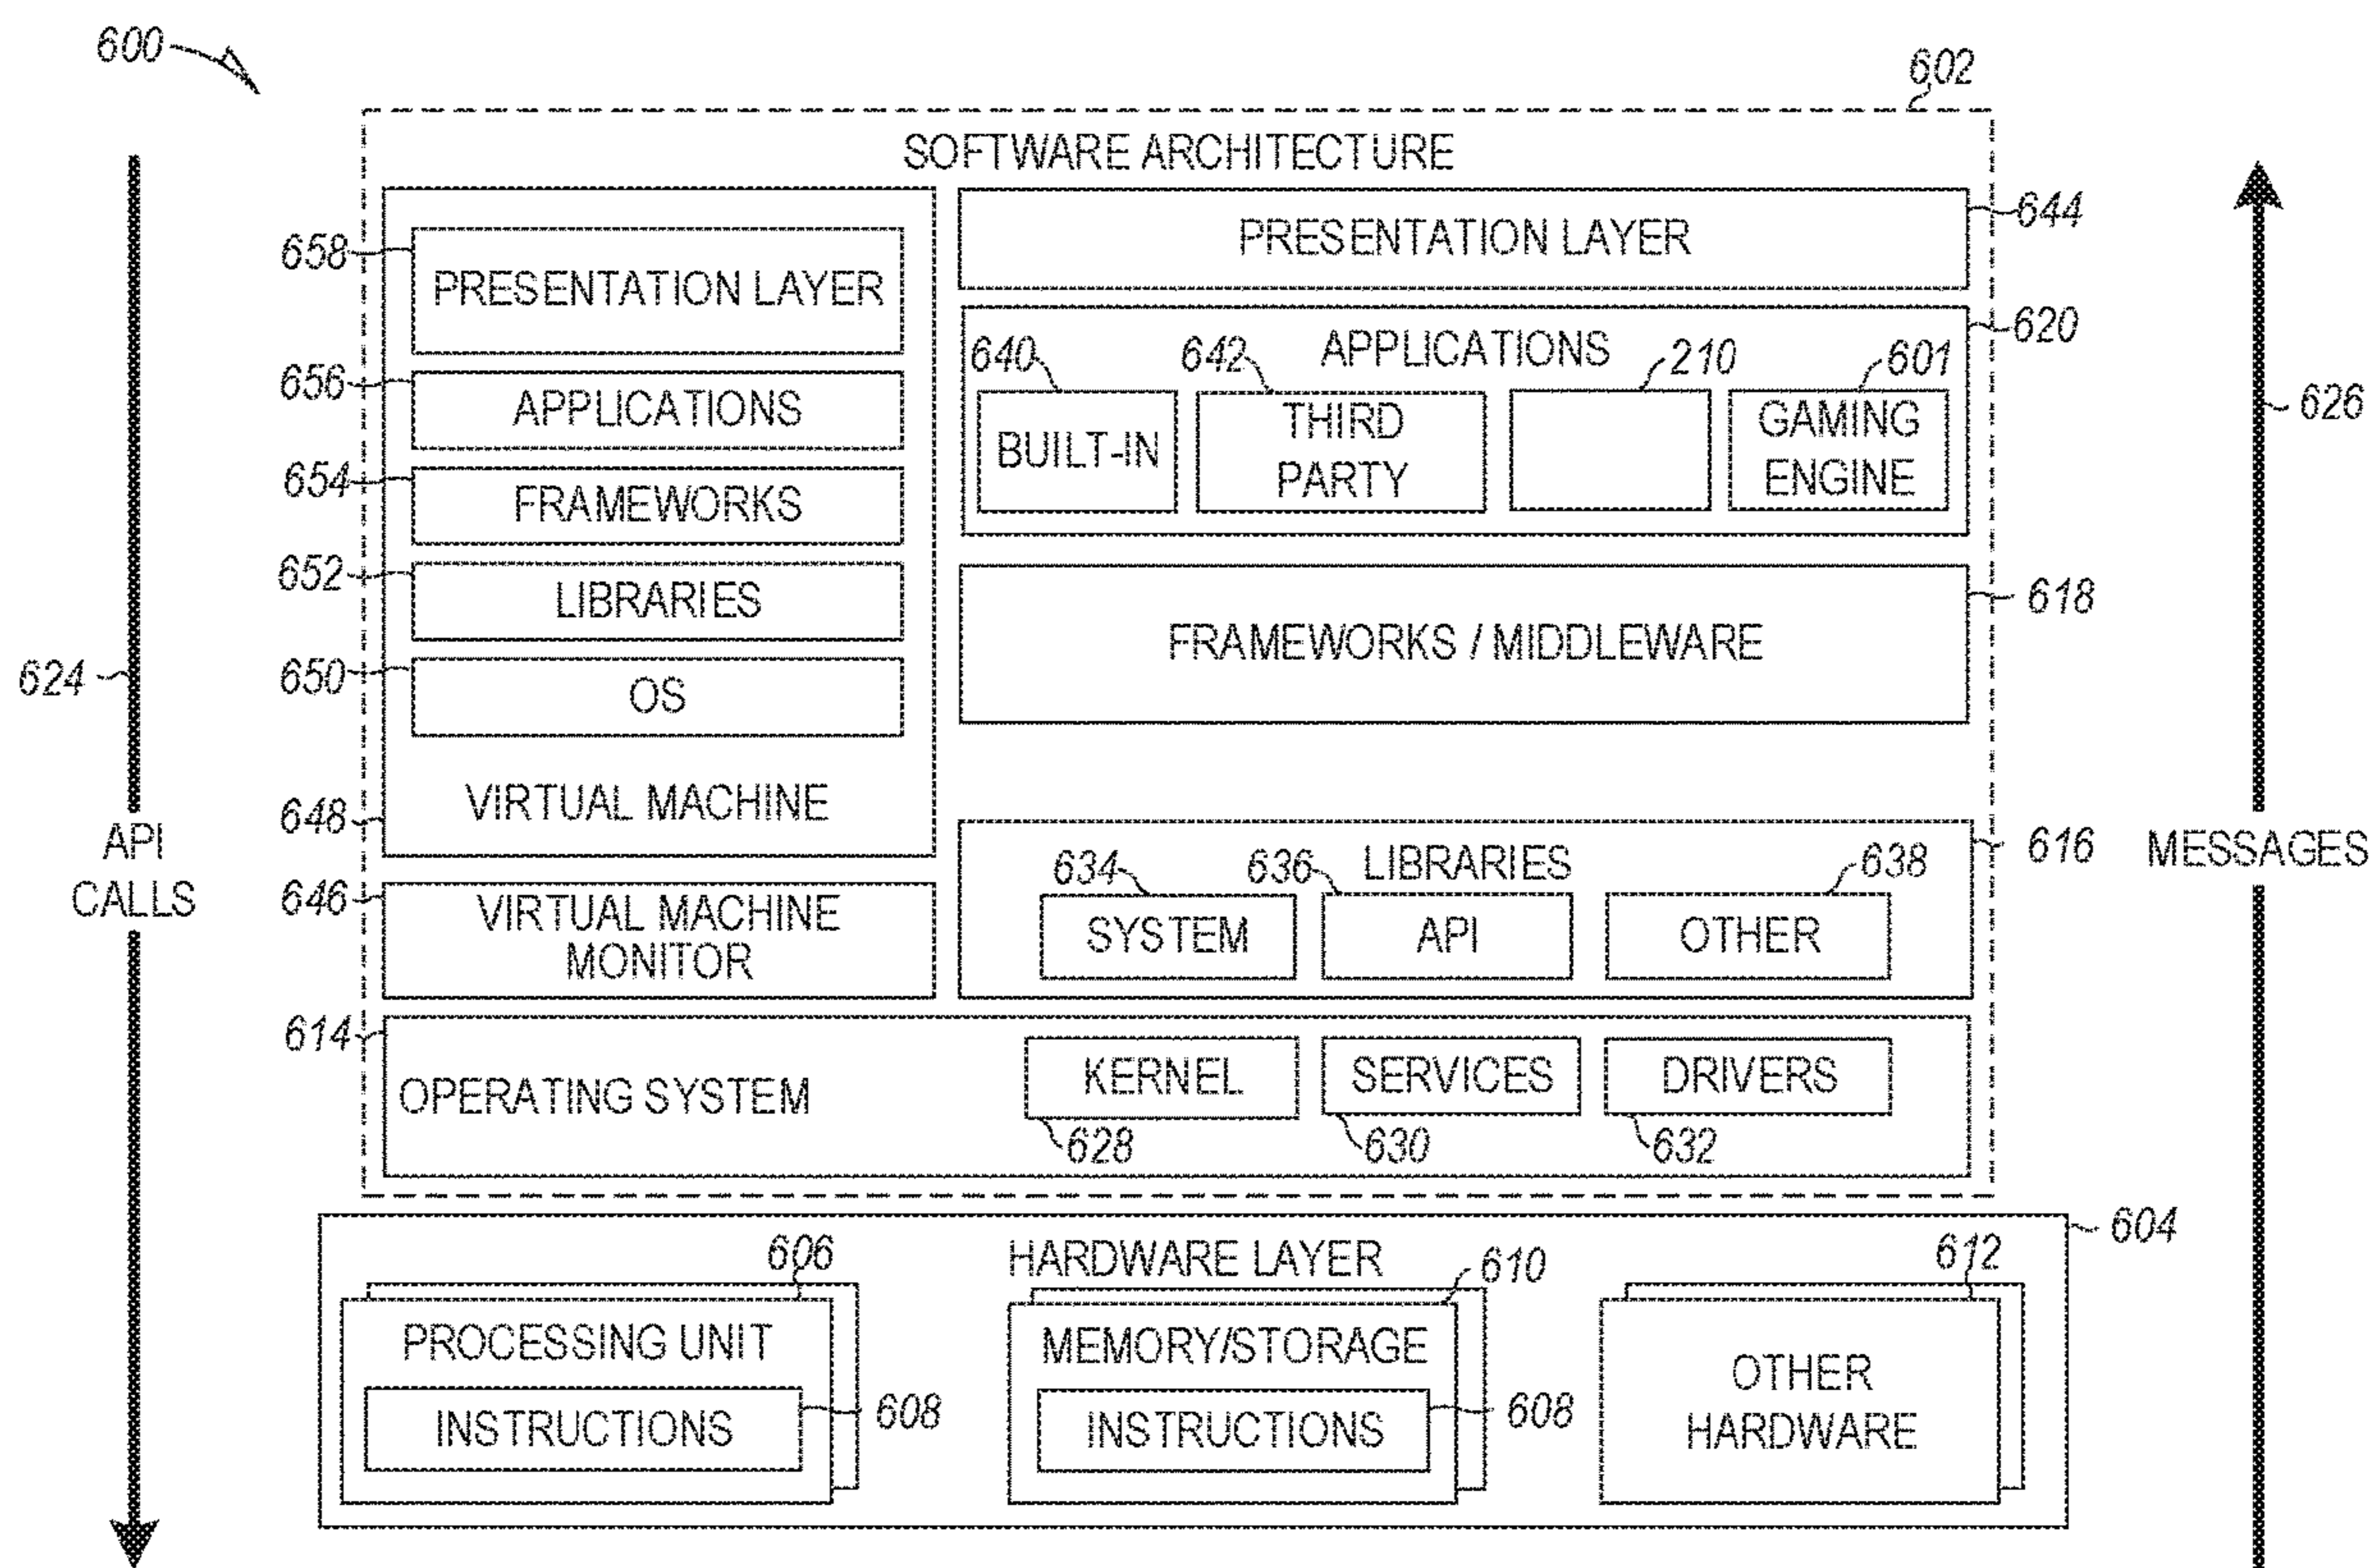 600
602
SOFTWARE ARCHITECTURE
658
PRESENTATION LAYER
656
APPLICATIONS
654
FRAMEWORKS
652
LIBRARIES
650
OS
648
VIRTUAL MACHINE
646
VIRTUAL MACHINE
MONITOR
644
PRESENTATION LAYER
620
APPLICATIONS
640
BUILT-IN
642
THIRD
PARTY
210
601
GAMING
ENGINE
618
FRAMEWORKS / MIDDLEWARE
616
LIBRARIES
634
SYSTEM
636
API
638
OTHER
614
OPERATING SYSTEM
KERNEL
628
SERVICES
630
DRIVERS
632
604
HARDWARE LAYER
606
PROCESSING UNIT
INSTRUCTIONS
608
610
MEMORY/STORAGE
INSTRUCTIONS
608
612
OTHER
HARDWARE
624
API
CALLS
626
MESSAGES